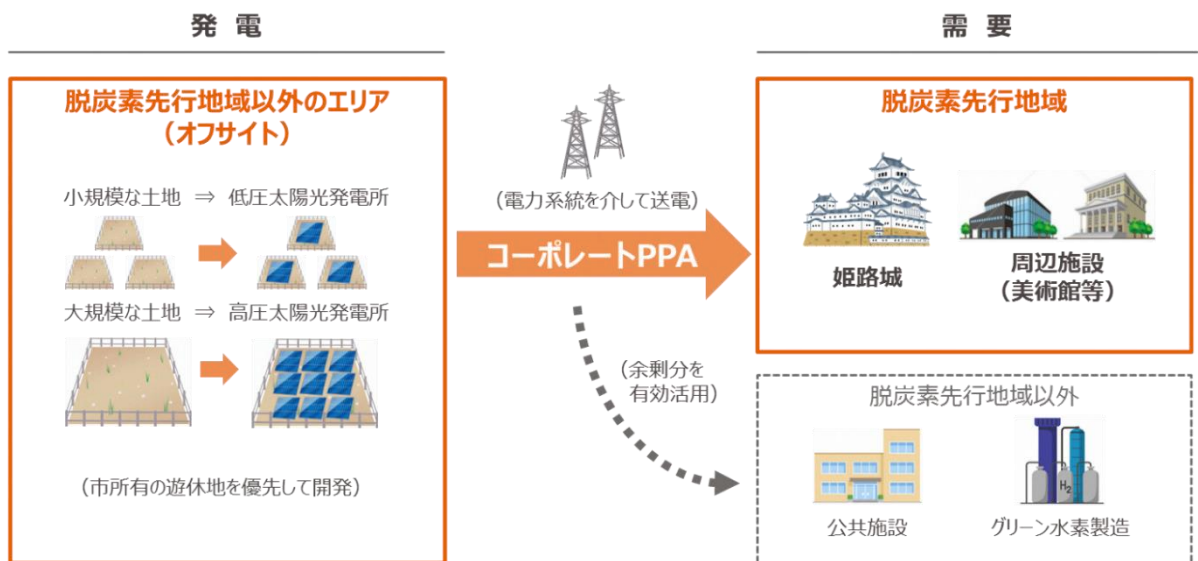 発 電
脱炭素先行地域以外のエリア
（オフサイト）
小規模な土地 ⇒ 低圧太陽光発電所
大規模な土地 ⇒ 高圧太陽光発電所
（市所有の遊休地を優先して開発）
（電力系統を介して送電）
コーポレートPPA
（余剰分を
有効活用）
需 要
脱炭素先行地域
姫路城
周辺施設
（美術館等）
脱炭素先行地域以外
H2
公共施設
グリーン水素製造